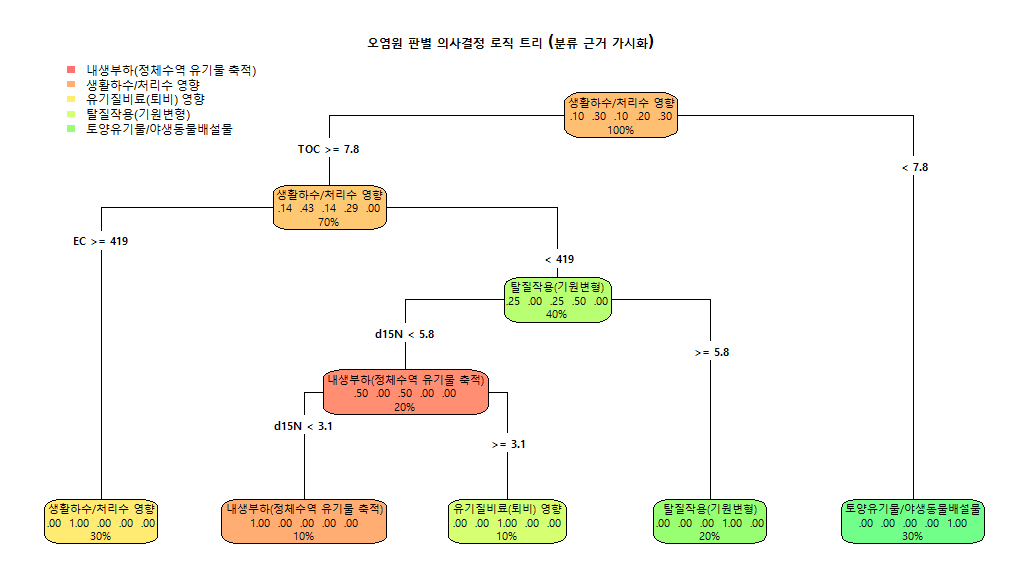 오염원 판별 의사결정 로직 트리 (분류 근거 가시화)
내생부하(정체수역 유기물 축적)
생활하수/처리수 영향
유기질비료(퇴비) 영향
탈질작용(기원변형)
토양유기물/야생동물배설물
생활하수/처리수 영향
.10 .30 .10 .20 .30
100%
TOC >= 7.8
< 7.8
생활하수/처리수 영향
.14 .43 .14 .29 .00
70%
EC >= 419
< 419
탈질작용(기원변형)
.25 .00 .25 .50 .00
40%
d15N < 5.8
>= 5.8
내생부하(정체수역 유기물 축적)
.50 .00 .50 .00 .00
20%
d15N < 3.1
>= 3.1
생활하수/처리수 영향
.00 1.00 .00 .00 .00
30%
내생부하(정체수역 유기물 축적)
1.00 .00 .00 .00 .00
10%
유기질비료(퇴비) 영향
.00 .00 1.00 .00 .00
10%
탈질작용(기원변형)
.00 .00 .00 1.00 .00
20%
토양유기물/야생동물배설물
.00 .00 .00 .00 1.00
30%